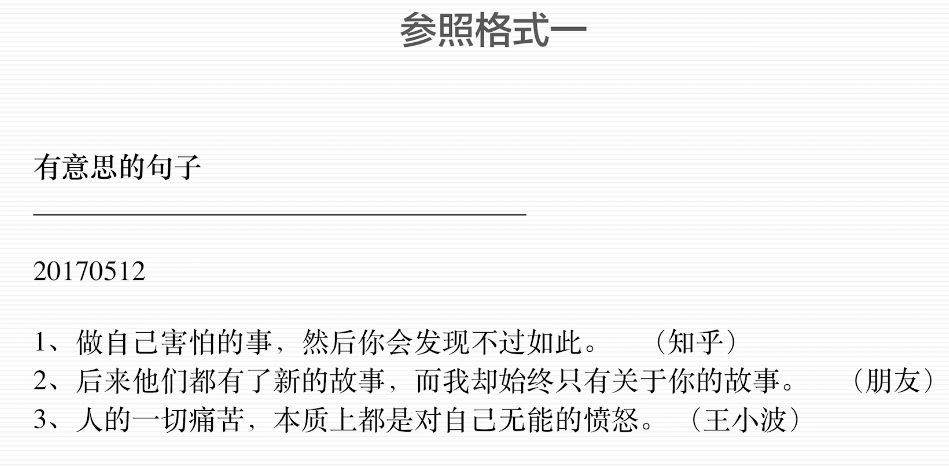 参照格式一
有意思的句子
20170512
1、做自己害怕的事，然后你会发现不过如此。 （知乎）
2、后来他们都有了新的故事，而我却始终只有关于你的故事。 （朋友）
3、人的一切痛苦，本质上都是对自己无能的愤怒。（王小波）